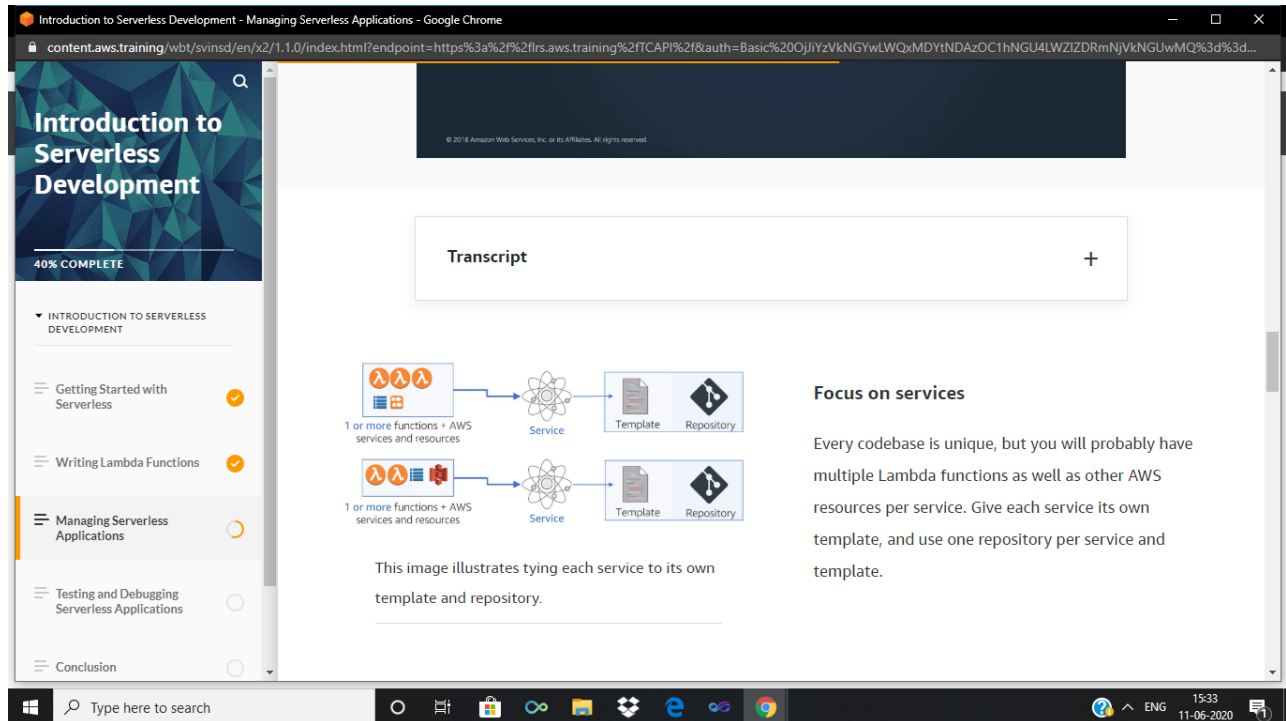 Introduction to Serverless Development - Managing Serverless Applications - Google Chrome
content.aws.training/wbt/svinsd/en/x2/1.1.0/index.html?endpoint=https%3a%2f%2flrs.aws.training%2fTCAPI%2f&auth=Basic%20OjJiYzVkNGYwLWQxMDYtNDAzOC1hNGU4LWZlZDRmNjVkNGUwMQ%3d%3d...
Introduction to
Serverless
Development
40% COMPLETE
INTRODUCTION TO SERVERLESS
DEVELOPMENT
Getting Started with
Serverless
Writing Lambda Functions
Managing Serverless
Applications
Testing and Debugging
Serverless Applications
Conclusion
© 2018 Amazon Web Services, Inc. or its Affiliates. All rights reserved.
Transcript
+
1 or more functions + AWS
services and resources
Service
Template
Repository
1 or more functions + AWS
services and resources
Service
Template
Repository
This image illustrates tying each service to its own
template and repository.
Focus on services
Every codebase is unique, but you will probably have
multiple Lambda functions as well as other AWS
resources per service. Give each service its own
template, and use one repository per service and
template.
Type here to search
ENG
15:33
11-06-2020
1